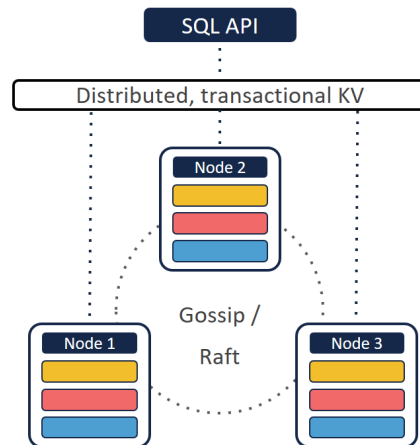 SQL API
Distributed, transactional KV
Node 2
Gossip /
Raft
Node 1
Node 3